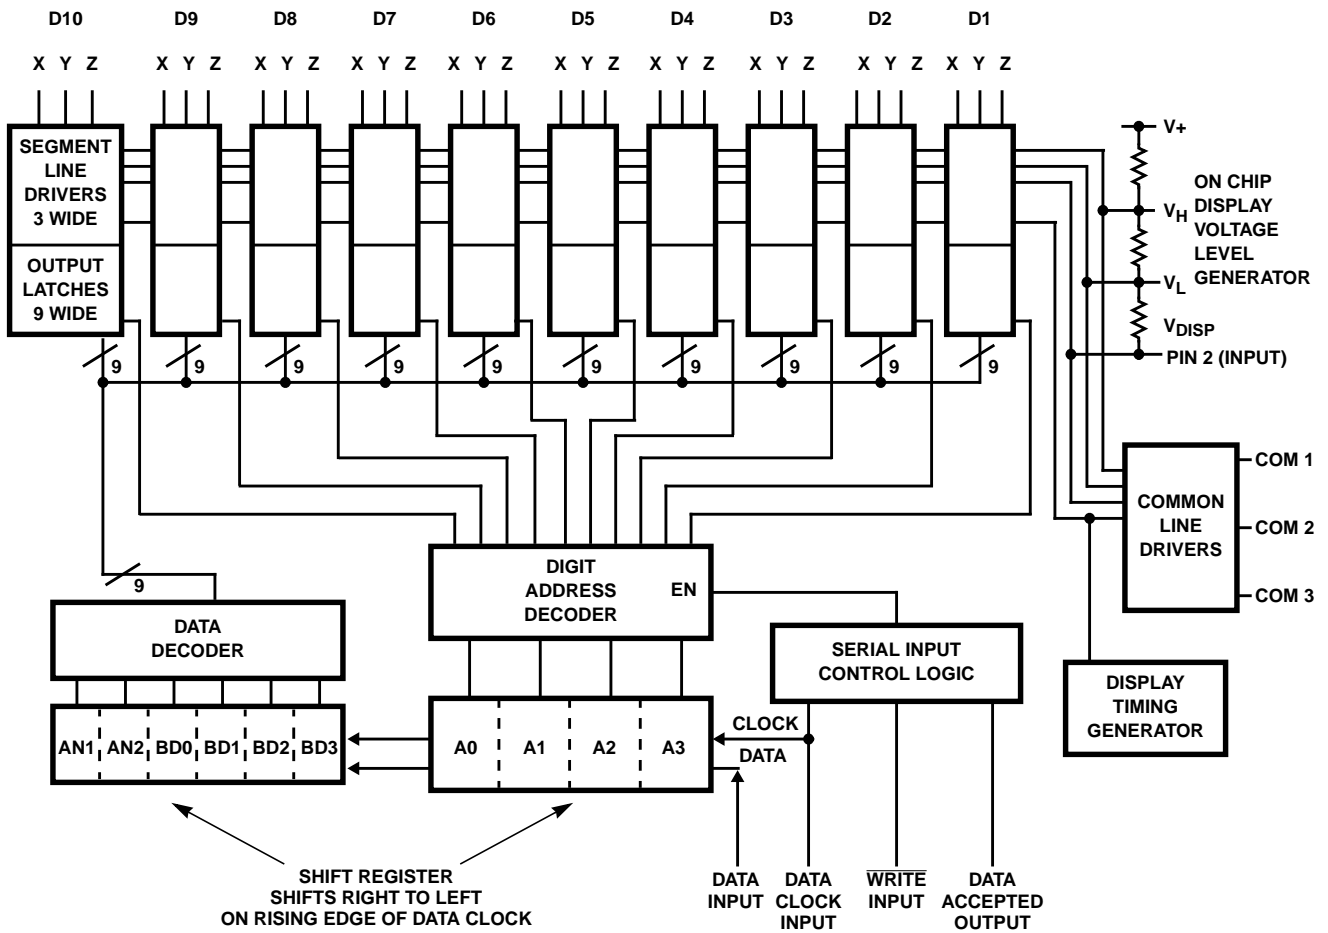 D10 D9 D8 D7 D6 D5 D4 D3 D2 D1
X Y Z X Y Z X Y Z X Y Z X Y Z X Y Z X Y Z X Y Z X Y Z X Y Z
SEGMENT
LINE
DRIVERS
3 WIDE
OUTPUT
LATCHES
9 WIDE
V+
VH
VL
VDISP
PIN 2 (INPUT)
ON CHIP
DISPLAY
VOLTAGE
LEVEL
GENERATOR
9 9 9 9 9 9 9 9 9 9
COMMON
LINE
DRIVERS
COM 1
COM 2
COM 3
9
DIGIT
ADDRESS
DECODER
EN
DATA
DECODER
SERIAL INPUT
CONTROL LOGIC
DISPLAY
TIMING
GENERATOR
AN1 AN2 BD0 BD1 BD2 BD3
A0 A1 A2 A3
CLOCK
DATA
SHIFT REGISTER
SHIFTS RIGHT TO LEFT
ON RISING EDGE OF DATA CLOCK
DATA
INPUT
DATA
CLOCK
INPUT
WRITE
INPUT
DATA
ACCEPTED
OUTPUT